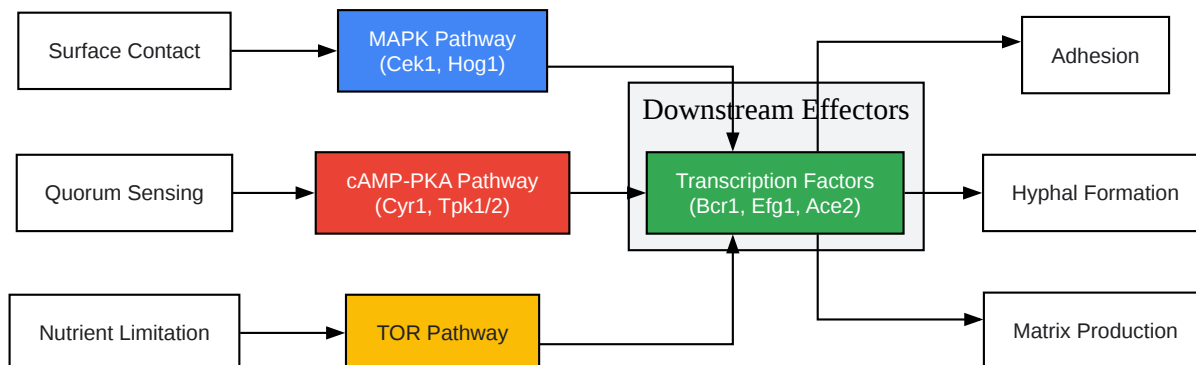 Surface Contact
MAPK Pathway
(Cek1, Hog1)
Adhesion
Downstream Effectors
Quorum Sensing
cAMP-PKA Pathway
(Cyr1, Tpk1/2)
Transcription Factors
(Bcr1, Efg1, Ace2)
Hyphal Formation
Nutrient Limitation
TOR Pathway
Matrix Production